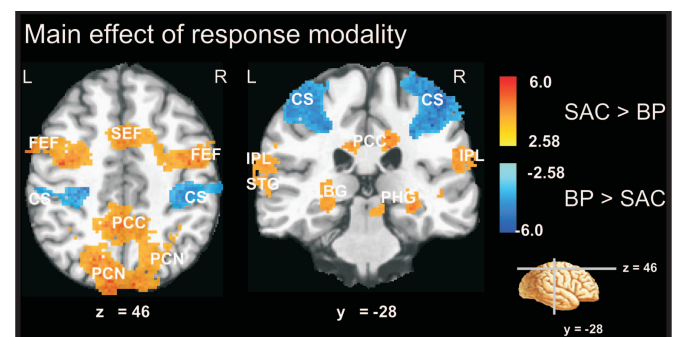 Main effect of response modality
L
R
CS
SEF
FEF
FEF
CS
CS
PCC
PCN
PCN
z = 46
L
R
CS
CS
PCC
IPL
IPL
STG
BG
PHG
y = -28
6.0
SAC > BP
2.58
-2.58
BP > SAC
-6.0
z = 46
y = -28